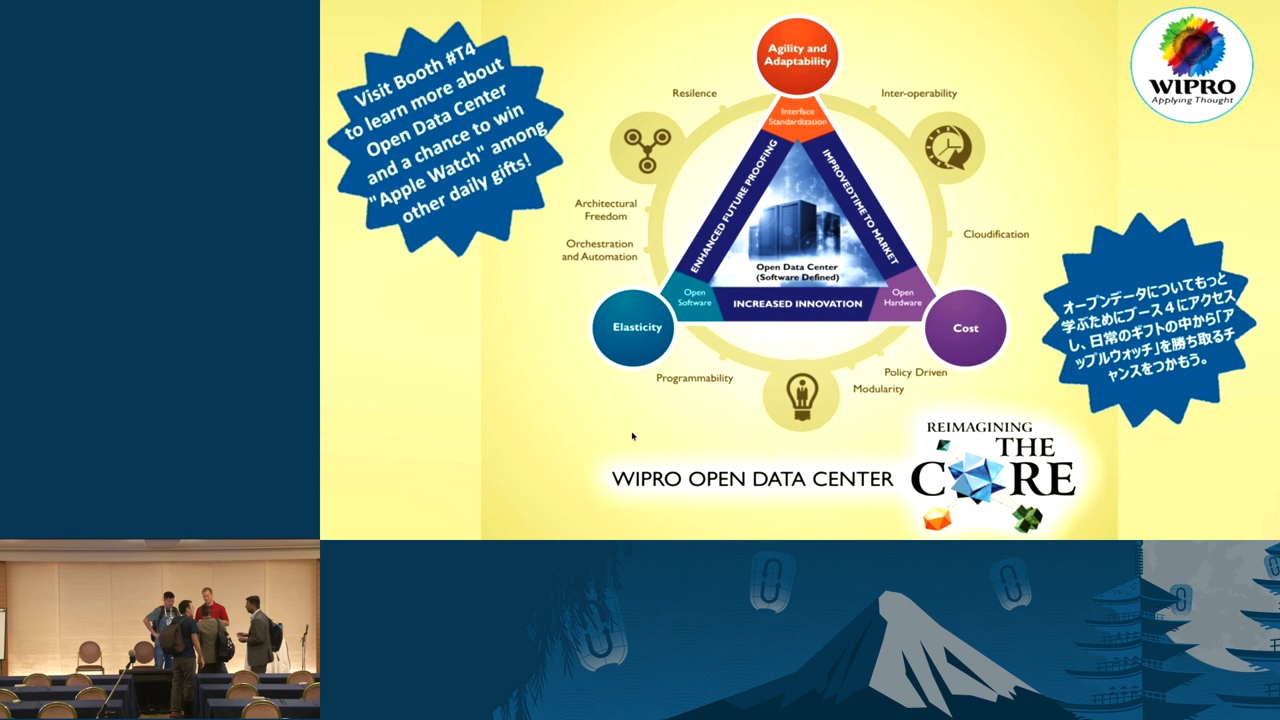 Visit Booth #T4
to learn more about
Open Data Center
and a chance to win
"Apple Watch" among
other daily gifts!
Agility and
Adaptability
WIPRO
Applying Thought
Resilence
Inter-operability
Interface
Standardization
ENHANCED FUTURE PROOFING
IMPROVEDTIME TO MARKET
Architectural
Freedom
Orchestration
and Automation
Cloudification
Open Data Center
(Software Defined)
Open
Software
INCREASED INNOVATION
Open
Hardware
Elasticity
Cost
オープンデータについてもっと
学ぶためにブース4にアクセス
し、日常のギフトの中から「ア
ップルウォッチ」を勝ち取るチ
ャンスをつかもう。
Programmability
Policy Driven
Modularity
REIMAGINING
THE
CORE
WIPRO OPEN DATA CENTER